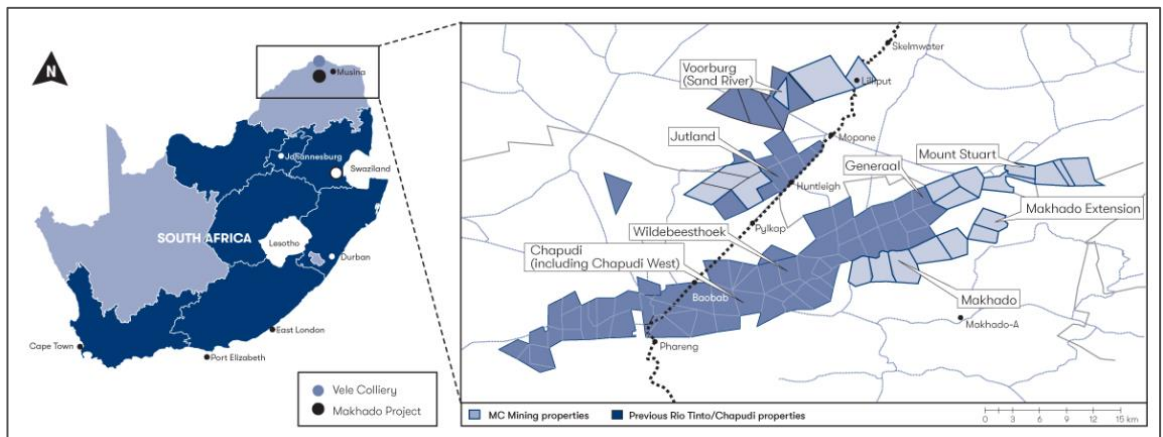 N
Musina
Johannesburg
Swaziland
SOUTH AFRICA
Lesotho
Durban
East London
Cape Town
Port Elizabeth
Vele Colliery
Makhado Project
Skelmwater
Voorburg
(Sand River)
Lilliput
Mopane
Jutland
Mount Stuart
Generaal
Huntleigh
Makhado Extension
Pylkop
Wildebeesthoek
Chapudi
(including Chapudi West)
Baobab
Makhado
Makhado-A
Phareng
MC Mining properties
Previous Rio Tinto/Chapudi properties
0 3 6 9 12 15 km